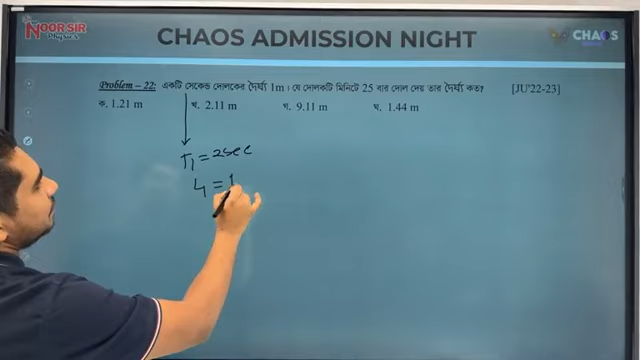 NOOR SIR
Physics
CHAOS ADMISSION NIGHT
CHAOS
Problem – 22: একটি সেকেন্ড দোলকের দৈর্ঘ্য 1m। যে দোলকটি মিনিটে 25 বার দোল দেয় তার দৈর্ঘ্য কত? [JU'22-23]
ক. 1.21 m খ. 2.11 m গ. 9.11 m ঘ. 1.44 m
T₁ = 2sec
L₁ = 1